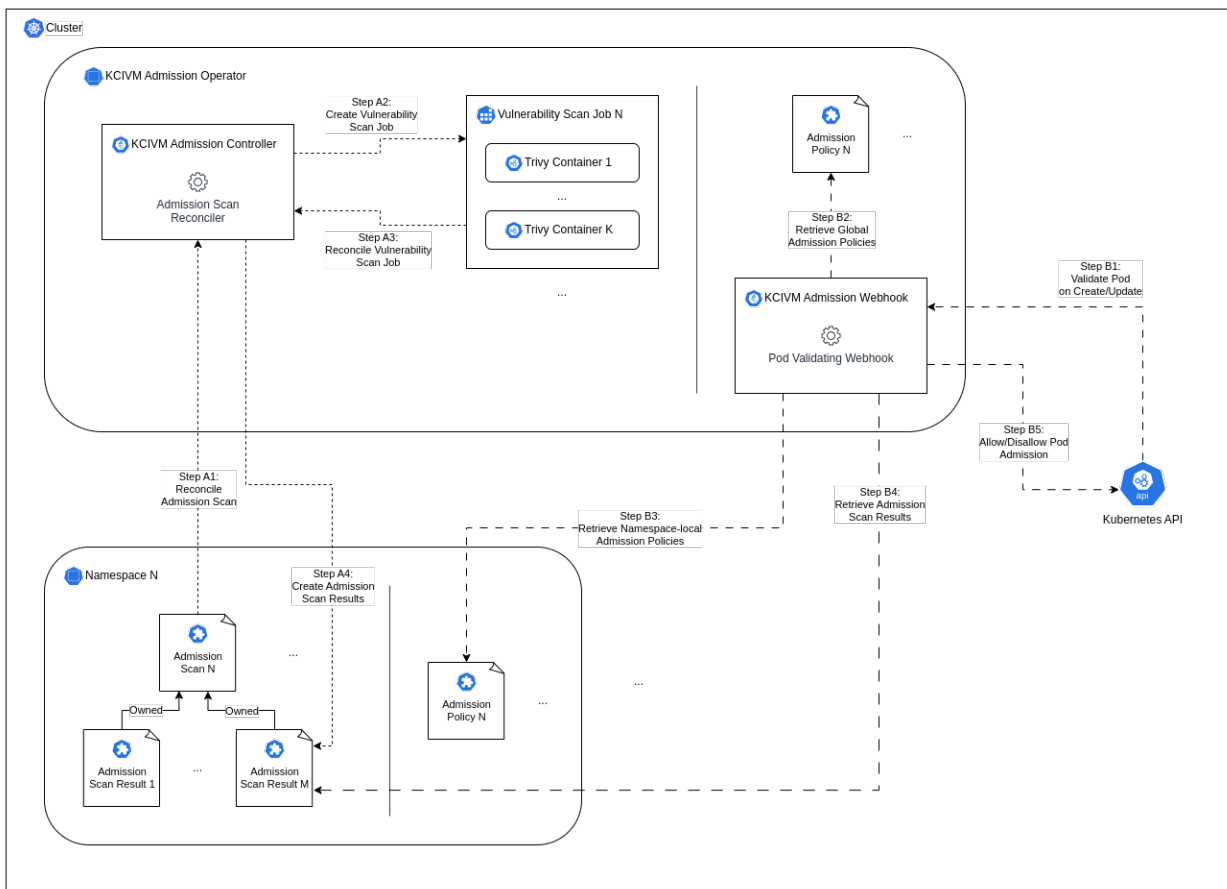 Cluster
KCIVM Admission Operator
Step A2:
Create Vulnerability
Scan Job
KCIVM Admission Controller
Admission Scan
Reconciler
Step A3:
Reconcile Vulnerability
Scan Job
Vulnerability Scan Job N
Trivy Container 1
...
Trivy Container K
...
Admission
Policy N
...
Step B2:
Retrieve Global
Admission Policies
KCIVM Admission Webhook
Pod Validating Webhook
Step B1:
Validate Pod
on Create/Update
Step B5:
Allow/Disallow Pod
Admission
api
Kubernetes API
Step A1:
Reconcile
Admission Scan
Step B4:
Retrieve Admission
Scan Results
Step B3:
Retrieve Namespace-local
Admission Policies
Namespace N
Step A4:
Create Admission
Scan Results
Admission
Scan N
...
Owned
Owned
Admission
Scan Result 1
...
Admission
Scan Result M
Admission
Policy N
...
...